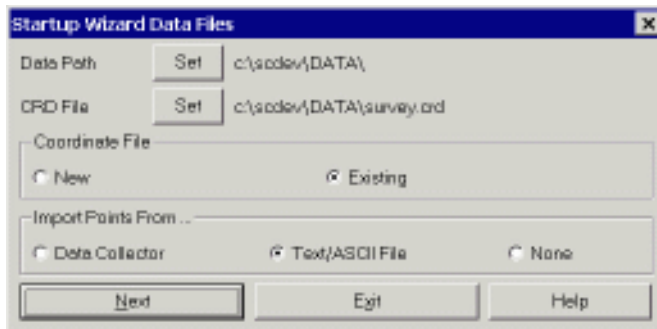 Startup Wizard Data Files
Data Path Set c:\scdev\DATA\
CRD File Set c:\scdev\DATA\survey.crd
Coordinate File
New Existing
Import Points From ...
Data Collector Text/ASCII File None
Next Exit Help